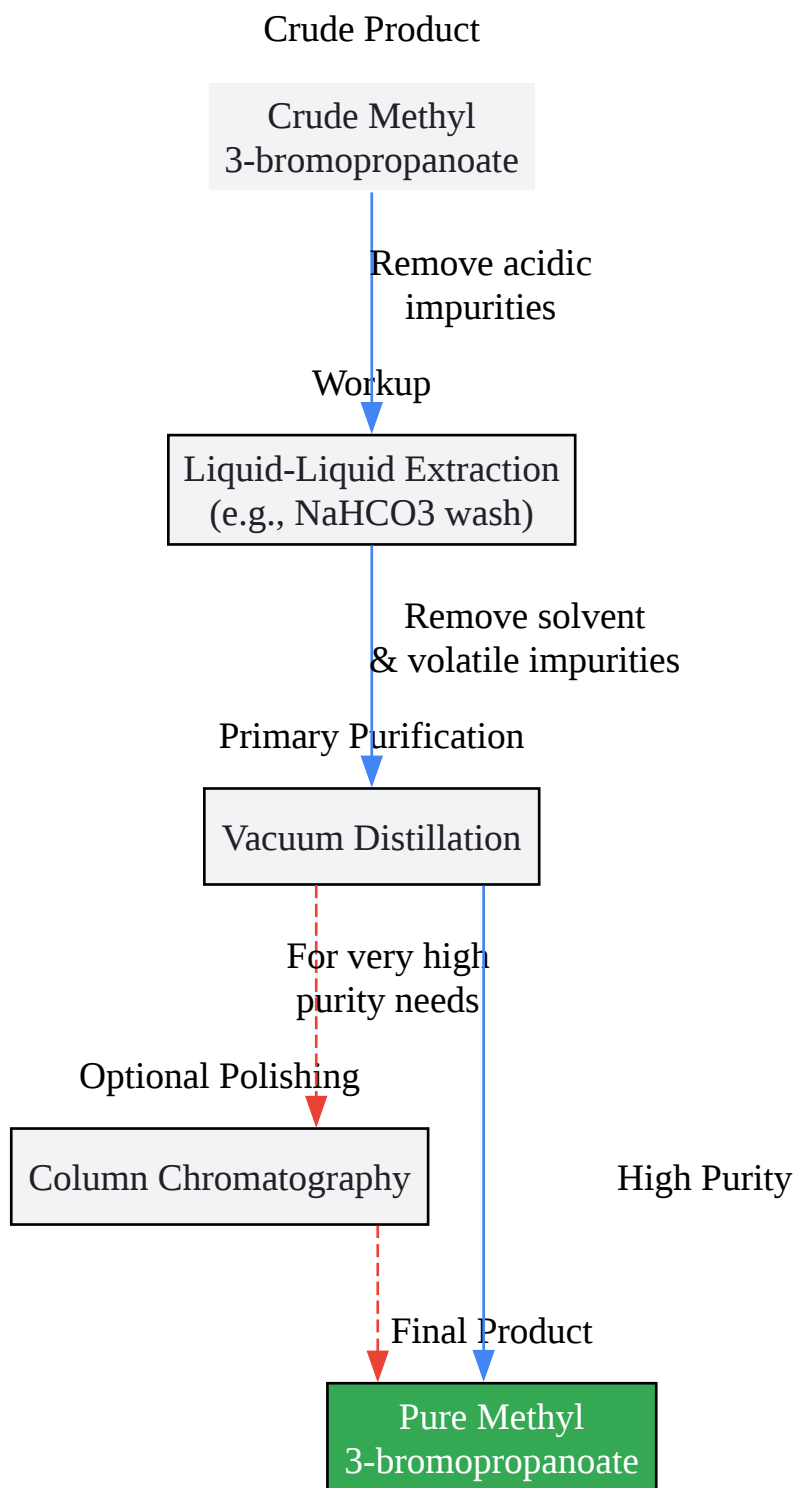 Crude Product
Crude Methyl
3-bromopropanoate
Remove acidic
impurities
Workup
Liquid-Liquid Extraction
(e.g., NaHCO3 wash)
Remove solvent
& volatile impurities
Primary Purification
Vacuum Distillation
For very high
purity needs
Optional Polishing
Column Chromatography
High Purity
Final Product
Pure Methyl
3-bromopropanoate